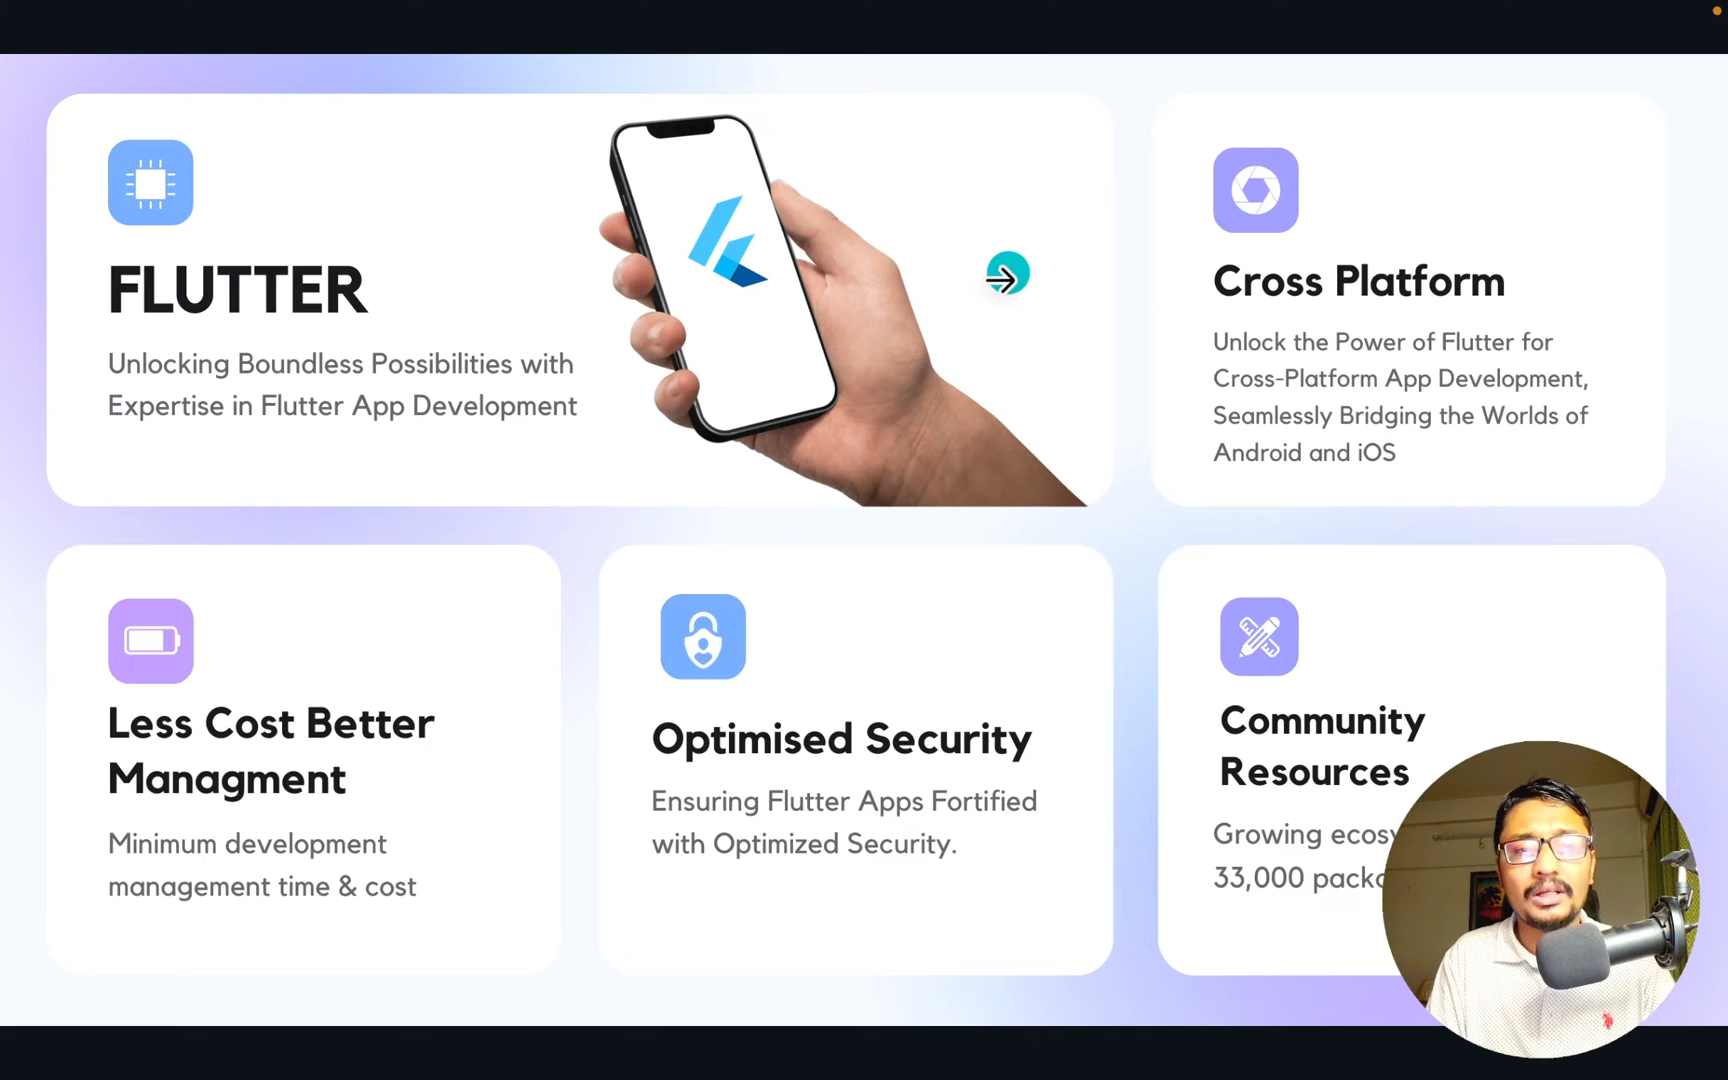 FLUTTER
Unlocking Boundless Possibilities with
Expertise in Flutter App Development
Cross Platform
Unlock the Power of Flutter for
Cross-Platform App Development,
Seamlessly Bridging the Worlds of
Android and iOS
Less Cost Better
Managment
Minimum development
management time & cost
Optimised Security
Ensuring Flutter Apps Fortified
with Optimized Security.
Community
Resources
Growing
33,000